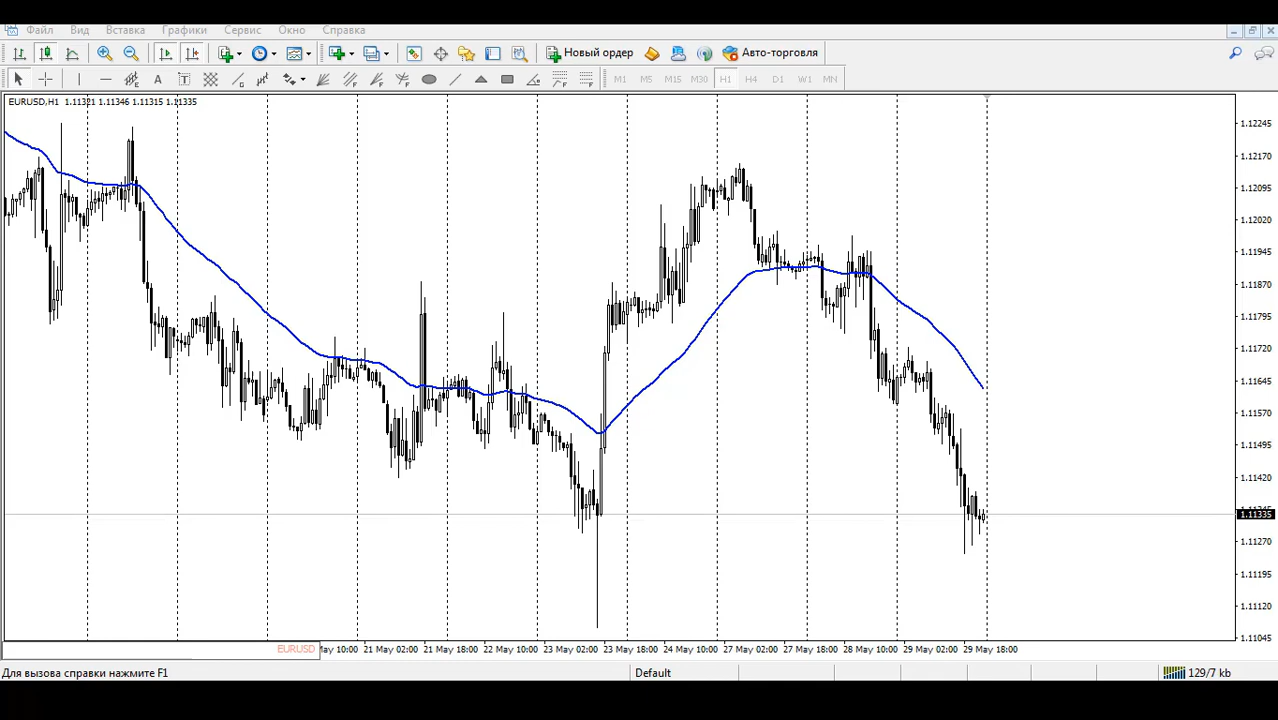 Файл Вид Вставка Графики Сервис Окно Справка
Новый ордер Авто-торговля
A T M1 M5 M15 M30 H1 H4 D1 W1 MN
EURUSD,H1 1.11321 1.11346 1.11315 1.11335
1.12245
1.12170
1.12095
1.12020
1.11945
1.11870
1.11795
1.11720
1.11645
1.11570
1.11495
1.11420
1.11335
1.11270
1.11195
1.11120
1.11045
EURUSD
May 10:00 21 May 02:00 21 May 18:00 22 May 10:00 23 May 02:00 23 May 18:00 24 May 10:00 27 May 02:00 27 May 18:00 28 May 10:00 29 May 02:00 29 May 18:00
Для вызова справки нажмите F1 Default 129/7 kb